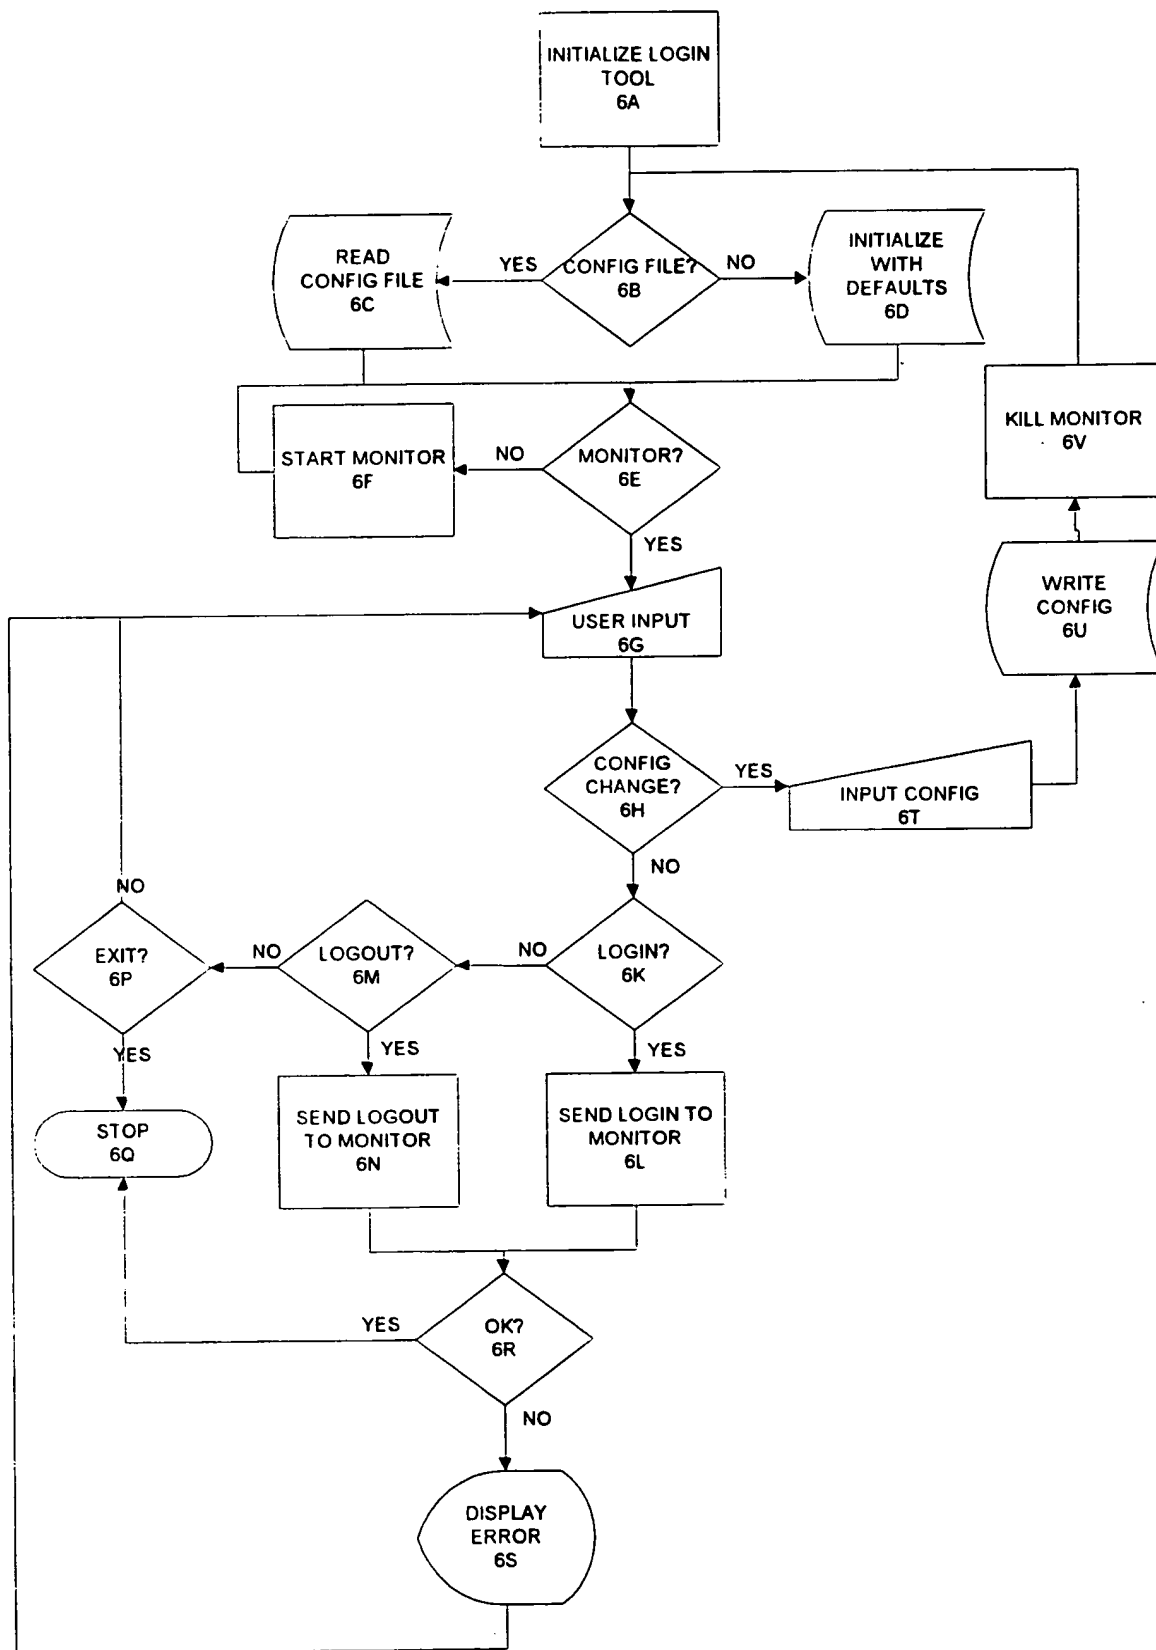 INITIALIZE LOGIN
TOOL
6A
READ
CONFIG FILE
6C
YES
CONFIG FILE?
6B
NO
INITIALIZE
WITH
DEFAULTS
6D
START MONITOR
6F
NO
MONITOR?
6E
YES
KILL MONITOR
6V
WRITE
CONFIG
6U
USER INPUT
6G
CONFIG
CHANGE?
6H
YES
INPUT CONFIG
6T
NO
NO
EXIT?
6P
NO
LOGOUT?
6M
NO
LOGIN?
6K
YES
YES
YES
STOP
6Q
SEND LOGOUT
TO MONITOR
6N
SEND LOGIN TO
MONITOR
6L
YES
OK?
6R
NO
DISPLAY
ERROR
6S